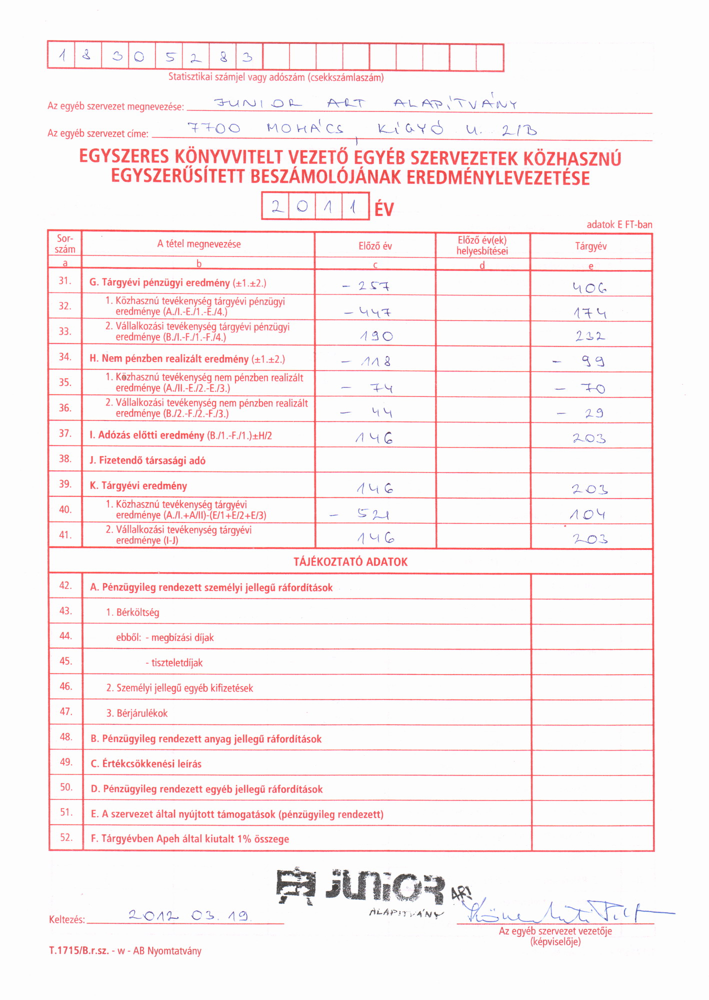 18305283
Statisztikai számjel vagy adószám (csekkszámlaszám)
Az egyéb szervezet megnevezése: JUNIOR ART ALAPÍTVÁNY
Az egyéb szervezet címe: 7700 MOHÁCS, KÍGYÓ U. 2/B
EGYSZERES KÖNYVVITELT VEZETŐ EGYÉB SZERVEZETEK KÖZHASZNÚ
EGYSZERŰSÍTETT BESZÁMOLÓJÁNAK EREDMÉNYLEVEZETÉSE
2011 ÉV
adatok E FT-ban
Sor-
szám
A tétel megnevezése
Előző év
Előző év(ek)
helyesbítései
Tárgyév
a b c d e
31. G. Tárgyévi pénzügyi eredmény (±1.±2.) - 257 406
32. 1. Közhasznú tevékenység tárgyévi pénzügyi
eredménye (A./I.-E./1.-E./4.) - 447 174
33. 2. Vállalkozási tevékenység tárgyévi pénzügyi
eredménye (B./I.-F./1.-F./4.) 190 232
34. H. Nem pénzben realizált eredmény (±1.±2.) - 118 - 99
35. 1. Közhasznú tevékenység nem pénzben realizált
eredménye (A./II.-E./2.-E./3.) - 74 - 70
36. 2. Vállalkozási tevékenység nem pénzben realizált
eredménye (B./2.-F./2.-F./3.) - 44 - 29
37. I. Adózás előtti eredmény (B./1.-F./1.)±H/2 146 203
38. J. Fizetendő társasági adó
39. K. Tárgyévi eredmény 146 203
40. 1. Közhasznú tevékenység tárgyévi
eredménye (A./I.+A/II)-(E/1+E/2+E/3) - 521 104
41. 2. Vállalkozási tevékenység tárgyévi
eredménye (I-J) 146 203
TÁJÉKOZTATÓ ADATOK
42. A. Pénzügyileg rendezett személyi jellegű ráfordítások
43. 1. Bérköltség
44. ebből: - megbízási díjak
45. - tiszteletdíjak
46. 2. Személyi jellegű egyéb kifizetések
47. 3. Bérjárulékok
48. B. Pénzügyileg rendezett anyag jellegű ráfordítások
49. C. Értékcsökkenési leírás
50. D. Pénzügyileg rendezett egyéb jellegű ráfordítások
51. E. A szervezet által nyújtott támogatások (pénzügyileg rendezett)
52. F. Tárgyévben Apeh által kiutalt 1% összege
JUNIOR ART
ALAPITVÁNY
Keltezés: 2012 03. 19.
Az egyéb szervezet vezetője
(képviselője)
T.1715/B.r.sz. - w - AB Nyomtatvány